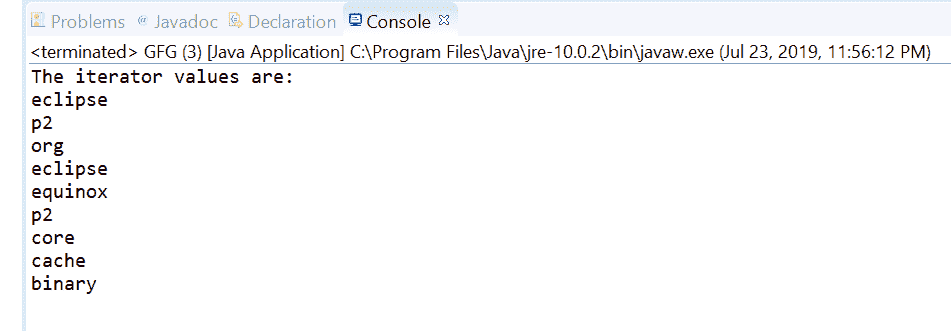 Problems @ Javadoc Declaration Console
<terminated> GFG (3) [Java Application] C:\Program Files\Java\jre-10.0.2\bin\javaw.exe (Jul 23, 2019, 11:56:12 PM)
The iterator values are:
eclipse
p2
org
eclipse
equinox
p2
core
cache
binary